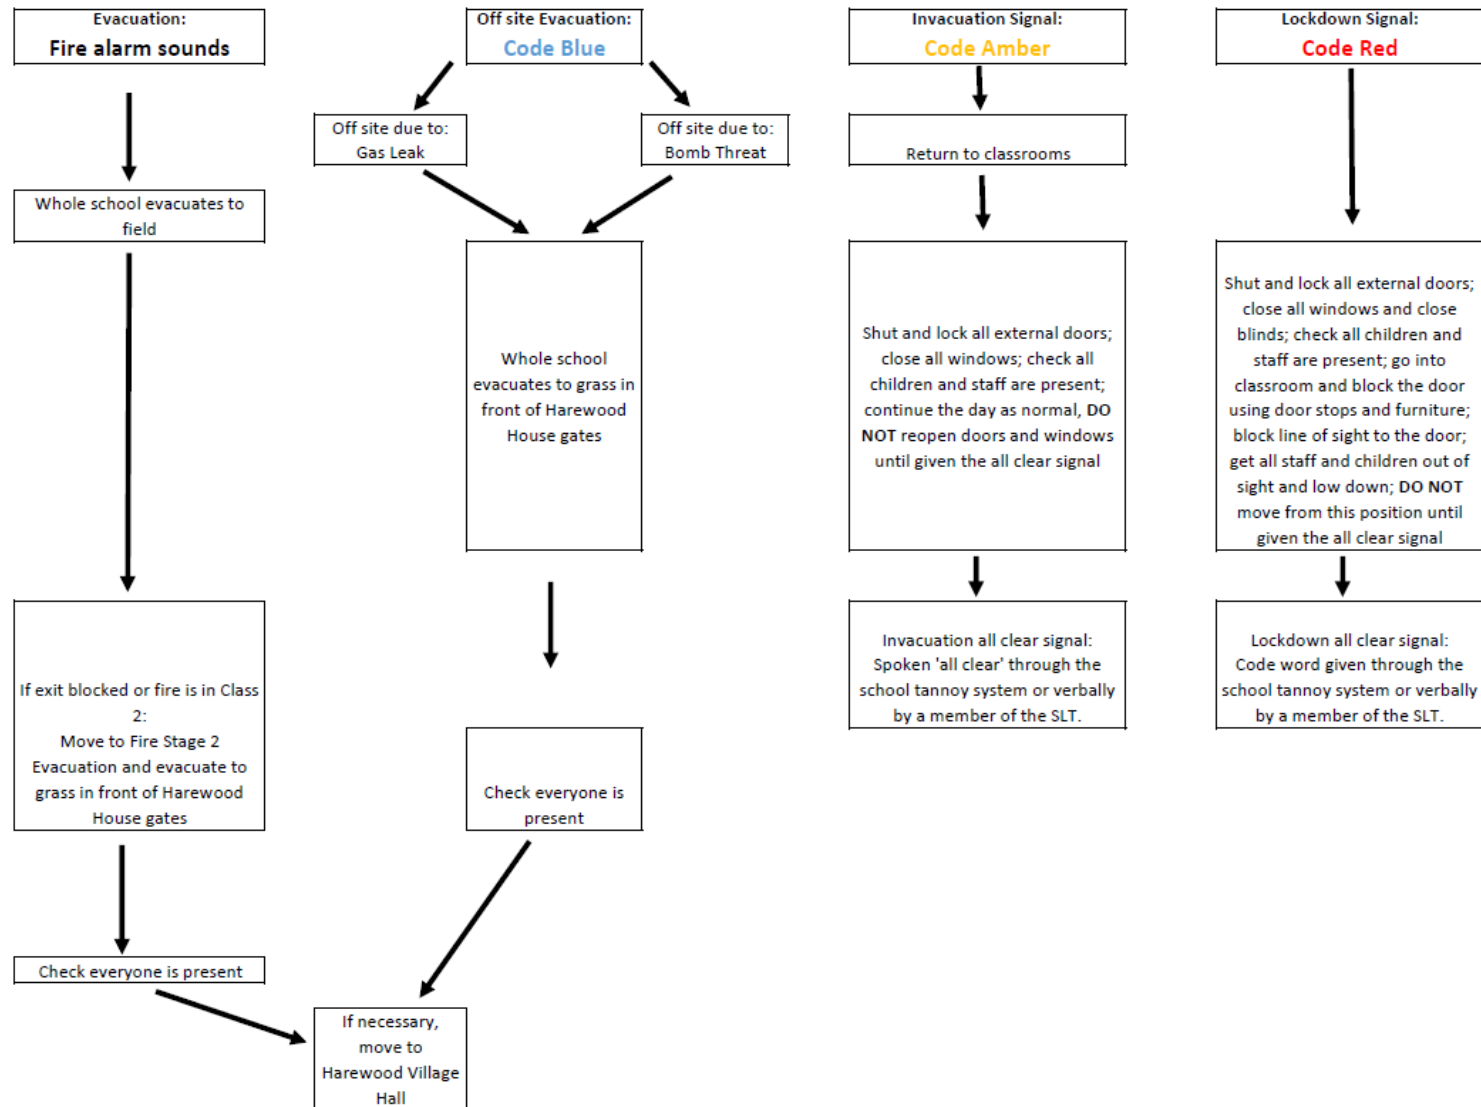 Evacuation:
Fire alarm sounds
Whole school evacuates to
field
If exit blocked or fire is in Class
2:
Move to Fire Stage 2
Evacuation and evacuate to
grass in front of Harewood
House gates
Check everyone is present
Off site Evacuation:
Code Blue
Off site due to:
Gas Leak
Off site due to:
Bomb Threat
Whole school
evacuates to grass in
front of Harewood
House gates
Check everyone is
present
If necessary,
move to
Harewood Village
Hall
Invacuation Signal:
Code Amber
Return to classrooms
Shut and lock all external doors;
close all windows; check all
children and staff are present;
continue the day as normal, DO
NOT reopen doors and windows
until given the all clear signal
Invacuation all clear signal:
Spoken 'all clear' through the
school tannoy system or verbally
by a member of the SLT.
Lockdown Signal:
Code Red
Shut and lock all external doors;
close all windows and close
blinds; check all children and
staff are present; go into
classroom and block the door
using door stops and furniture;
block line of sight to the door;
get all staff and children out of
sight and low down; DO NOT
move from this position until
given the all clear signal
Lockdown all clear signal:
Code word given through the
school tannoy system or verbally
by a member of the SLT.